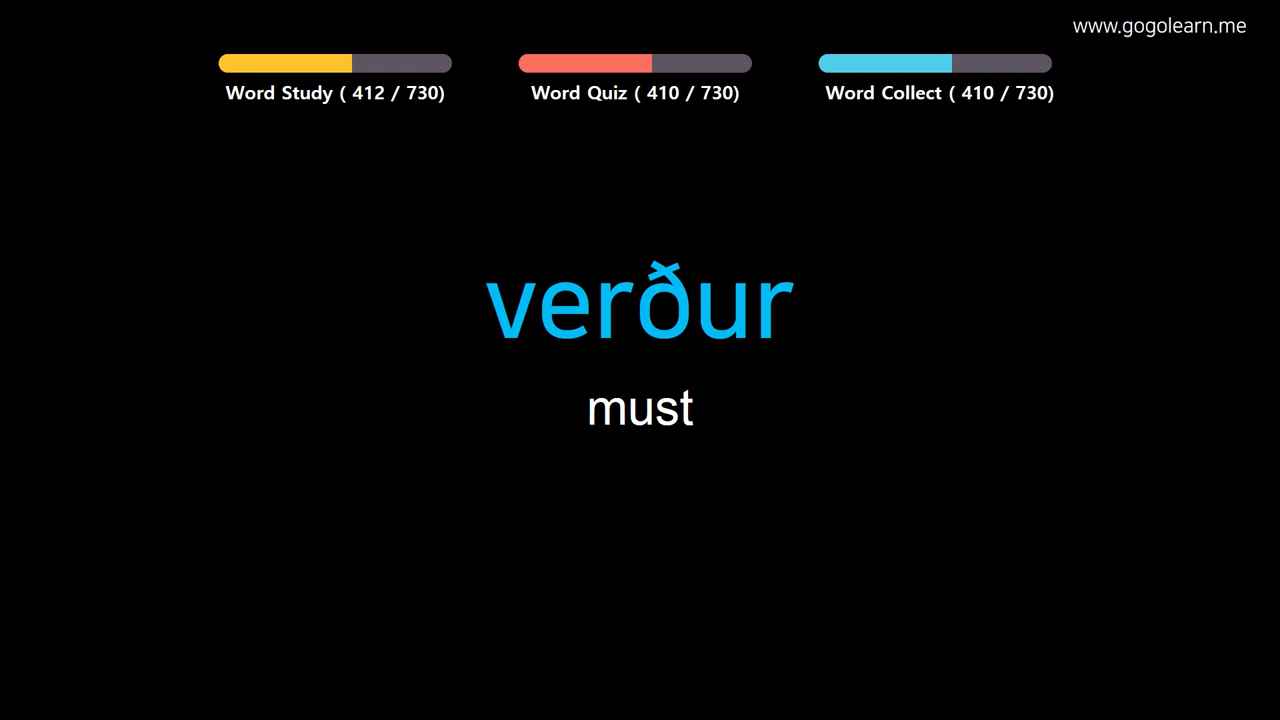 www.gogolearn.me
Word Study ( 412 / 730)
Word Quiz ( 410 / 730)
Word Collect ( 410 / 730)
verður
must